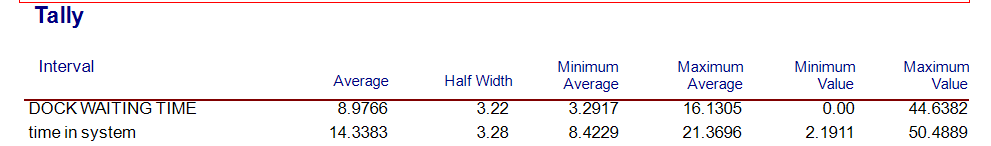 Tally
Interval Average Half Width Minimum Average Maximum Average Minimum Value Maximum Value
DOCK WAITING TIME 8.9766 3.22 3.2917 16.1305 0.00 44.6382
time in system 14.3383 3.28 8.4229 21.3696 2.1911 50.4889